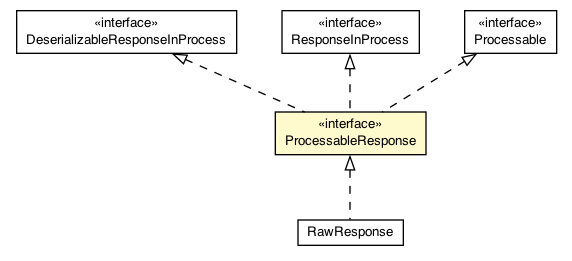 «interface»
DeserializableResponseInProcess
«interface»
ResponseInProcess
«interface»
Processable
«interface»
ProcessableResponse
RawResponse